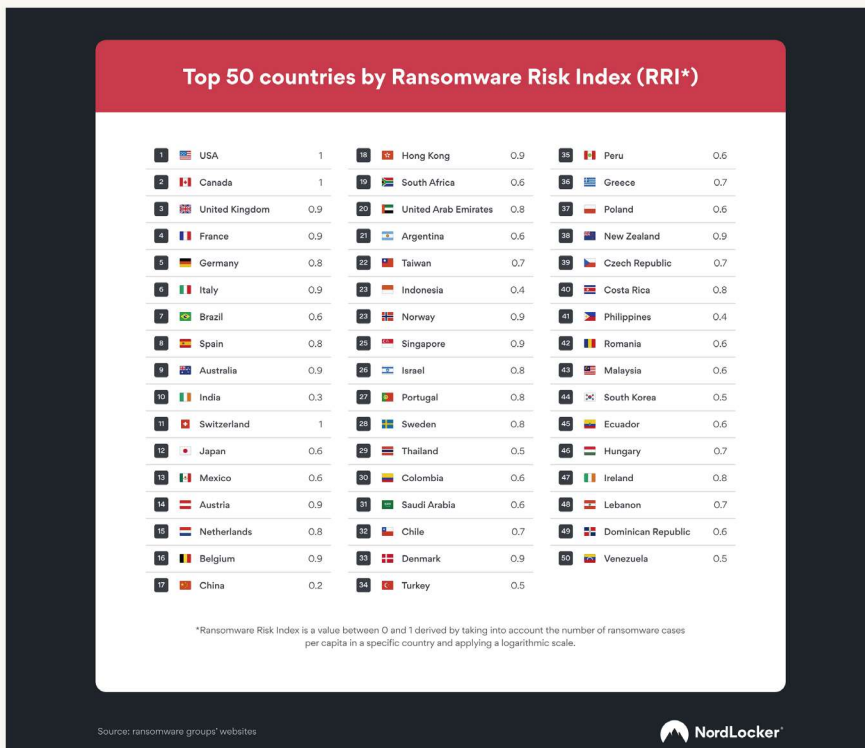 Top 50 countries by Ransomware Risk Index (RRI*)
1 USA 1
2 Canada 1
3 United Kingdom 0.9
4 France 0.9
5 Germany 0.8
6 Italy 0.9
7 Brazil 0.6
8 Spain 0.8
9 Australia 0.9
10 India 0.3
11 Switzerland 1
12 Japan 0.6
13 Mexico 0.6
14 Austria 0.9
15 Netherlands 0.8
16 Belgium 0.9
17 China 0.2
18 Hong Kong 0.9
19 South Africa 0.6
20 United Arab Emirates 0.8
21 Argentina 0.6
22 Taiwan 0.7
23 Indonesia 0.4
23 Norway 0.9
25 Singapore 0.9
26 Israel 0.8
27 Portugal 0.8
28 Sweden 0.8
29 Thailand 0.5
30 Colombia 0.6
31 Saudi Arabia 0.6
32 Chile 0.7
33 Denmark 0.9
34 Turkey 0.5
35 Peru 0.6
36 Greece 0.7
37 Poland 0.6
38 New Zealand 0.9
39 Czech Republic 0.7
40 Costa Rica 0.8
41 Philippines 0.4
42 Romania 0.6
43 Malaysia 0.6
44 South Korea 0.5
45 Ecuador 0.6
46 Hungary 0.7
47 Ireland 0.8
48 Lebanon 0.7
49 Dominican Republic 0.6
50 Venezuela 0.5
*Ransomware Risk Index is a value between 0 and 1 derived by taking into account the number of ransomware cases
per capita in a specific country and applying a logarithmic scale.
Source: ransomware groups' websites
NordLocker